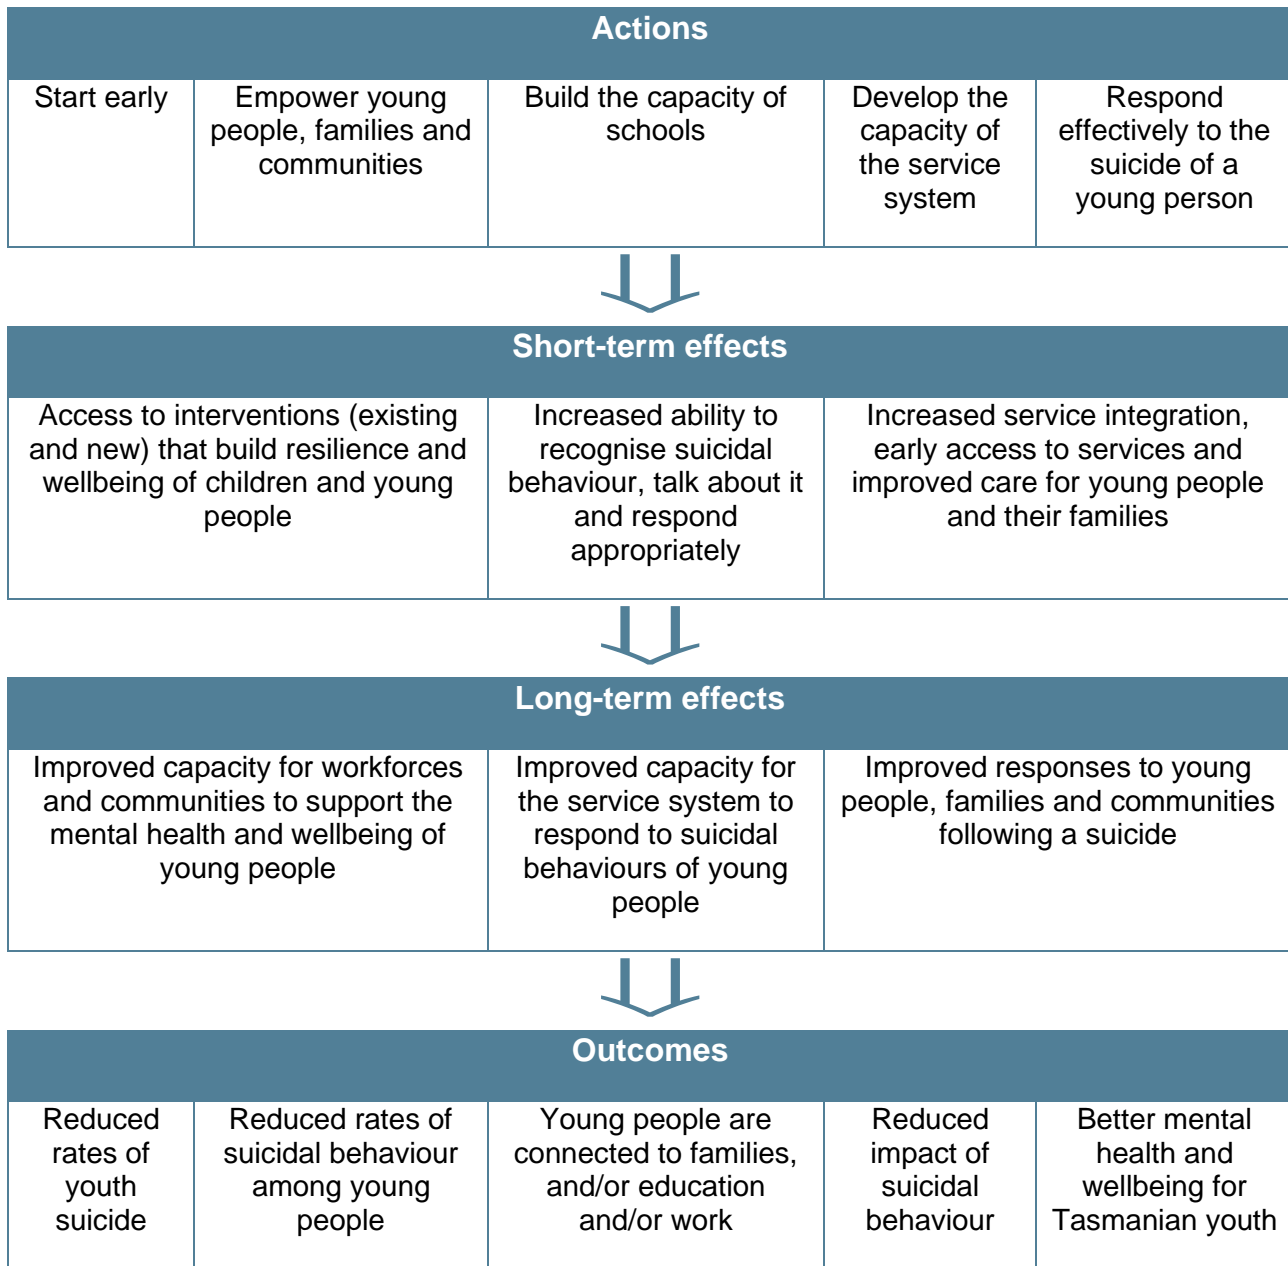 Actions
Start early
Empower young
people, families and
communities
Build the capacity of
schools
Develop the
capacity of
the service
system
Respond
effectively to the
suicide of a
young person
Short-term effects
Access to interventions (existing
and new) that build resilience and
wellbeing of children and young
people
Increased ability to
recognise suicidal
behaviour, talk about it
and respond
appropriately
Increased service integration,
early access to services and
improved care for young people
and their families
Long-term effects
Improved capacity for workforces
and communities to support the
mental health and wellbeing of
young people
Improved capacity for
the service system to
respond to suicidal
behaviours of young
people
Improved responses to young
people, families and communities
following a suicide
Outcomes
Reduced
rates of
youth
suicide
Reduced rates of
suicidal behaviour
among young
people
Young people are
connected to families,
and/or education
and/or work
Reduced
impact of
suicidal
behaviour
Better mental
health and
wellbeing for
Tasmanian youth